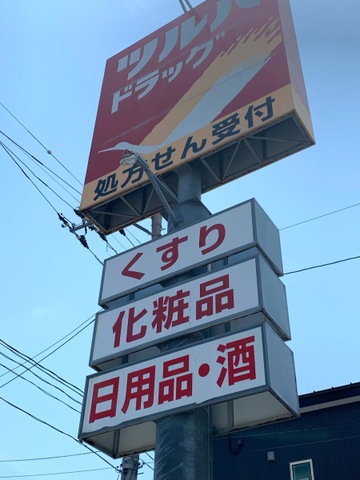 ツルハ
ドラッグ
処方せん受付
くすり
化粧品
日用品・酒